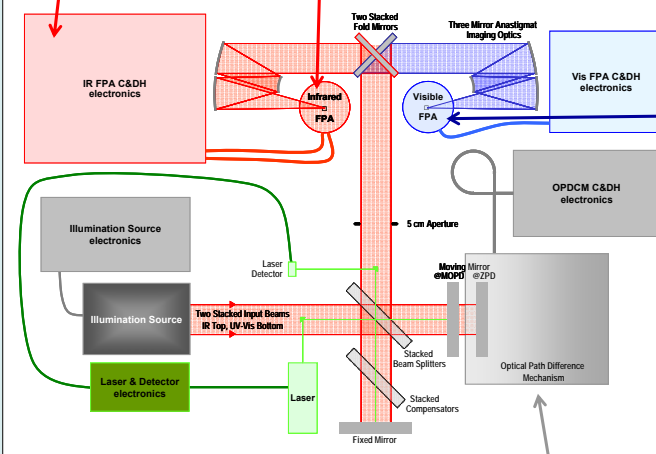 Two Stacked
Fold Mirrors
Three Mirror Anastigmat
Imaging Optics
IR FPA C&DH
electronics
Infrared
FPA
Visible
FPA
Vis FPA C&DH
electronics
OPDCM C&DH
electronics
5 cm Aperture
Illumination Source
electronics
Laser
Detector
Moving Mirror
@MOPD @ZPD
Two Stacked Input Beams
IR Top, UV-Vis Bottom
Illumination Source
Stacked
Beam Splitters
Optical Path Difference
Mechanism
Laser & Detector
electronics
Laser
Stacked
Compensators
Fixed Mirror